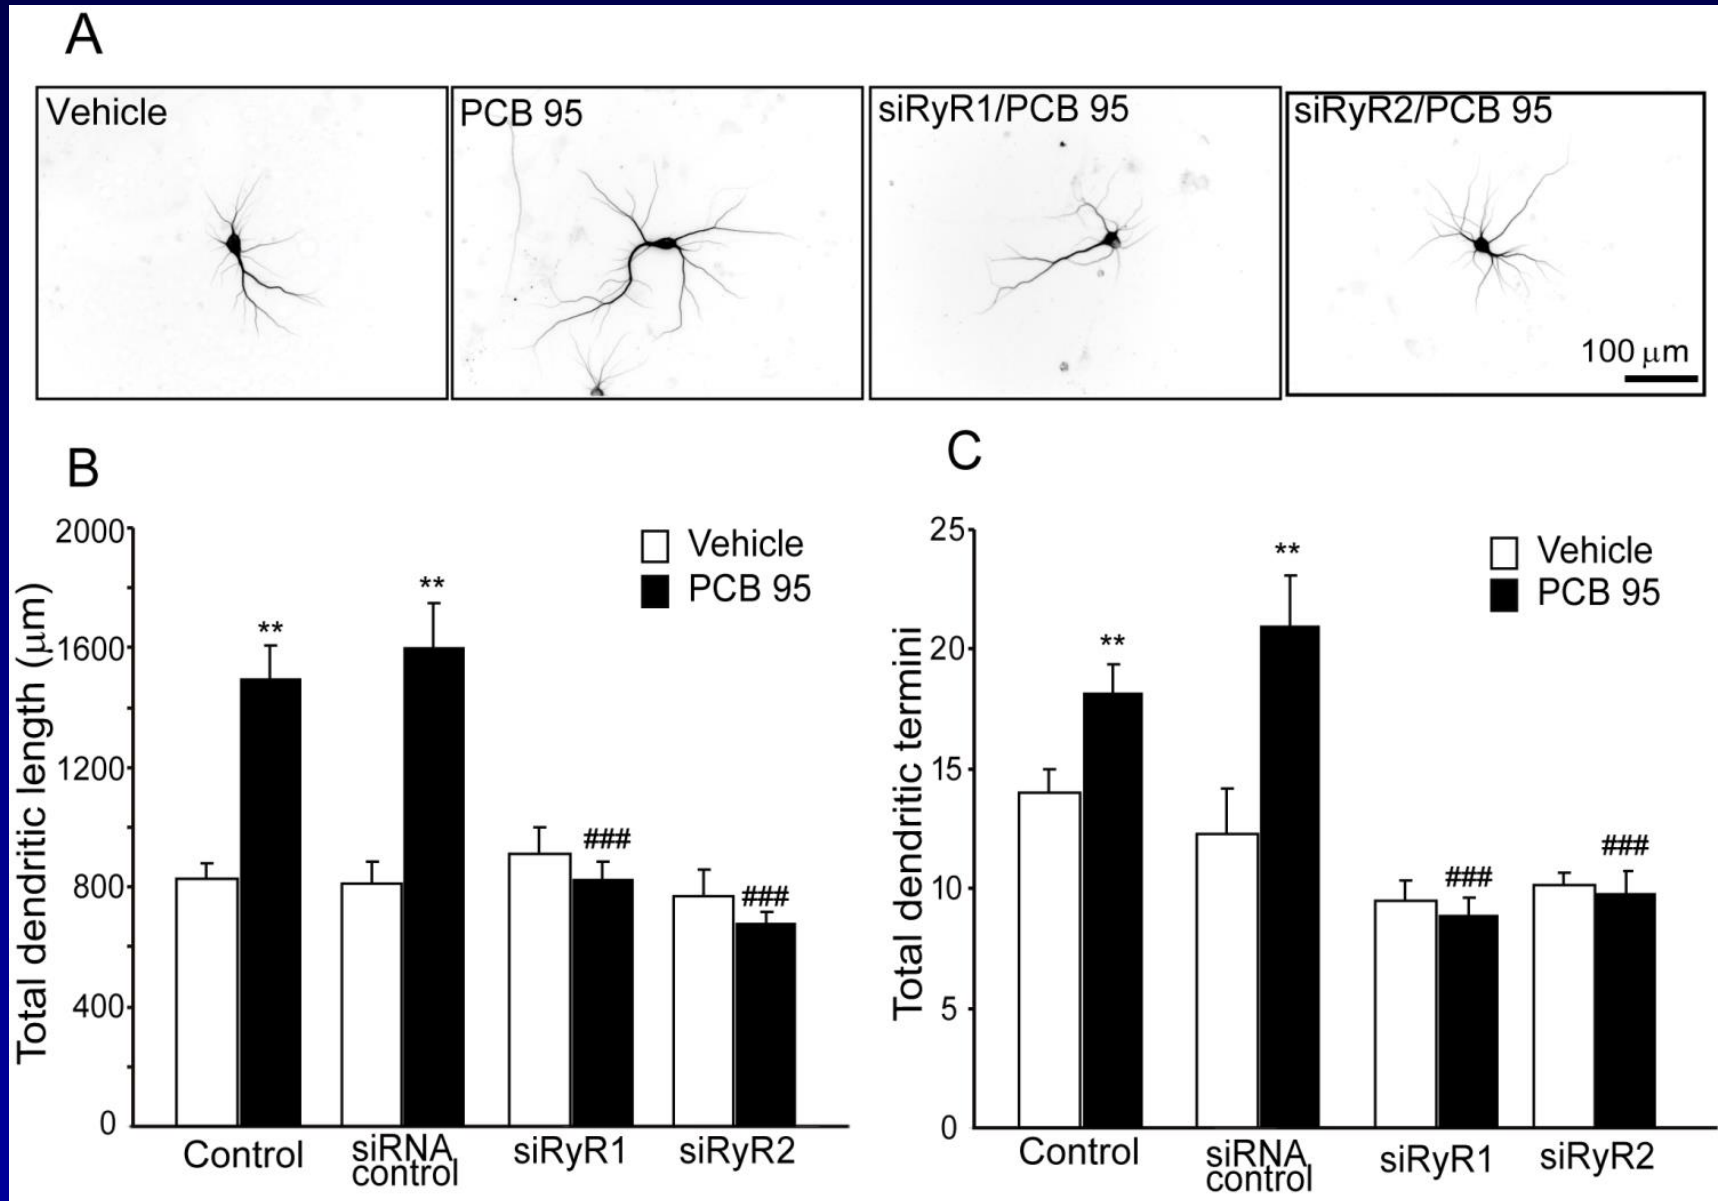 A
Vehicle
PCB 95
siRyR1/PCB 95
siRyR2/PCB 95
100 μm
B
Total dendritic length (μm)
2000
1600
1200
800
400
0
Vehicle
PCB 95
**
**
###
###
Control
siRNA
control
siRyR1
siRyR2
C
Total dendritic termini
25
20
15
10
5
0
Vehicle
PCB 95
**
**
###
###
Control
siRNA
control
siRyR1
siRyR2